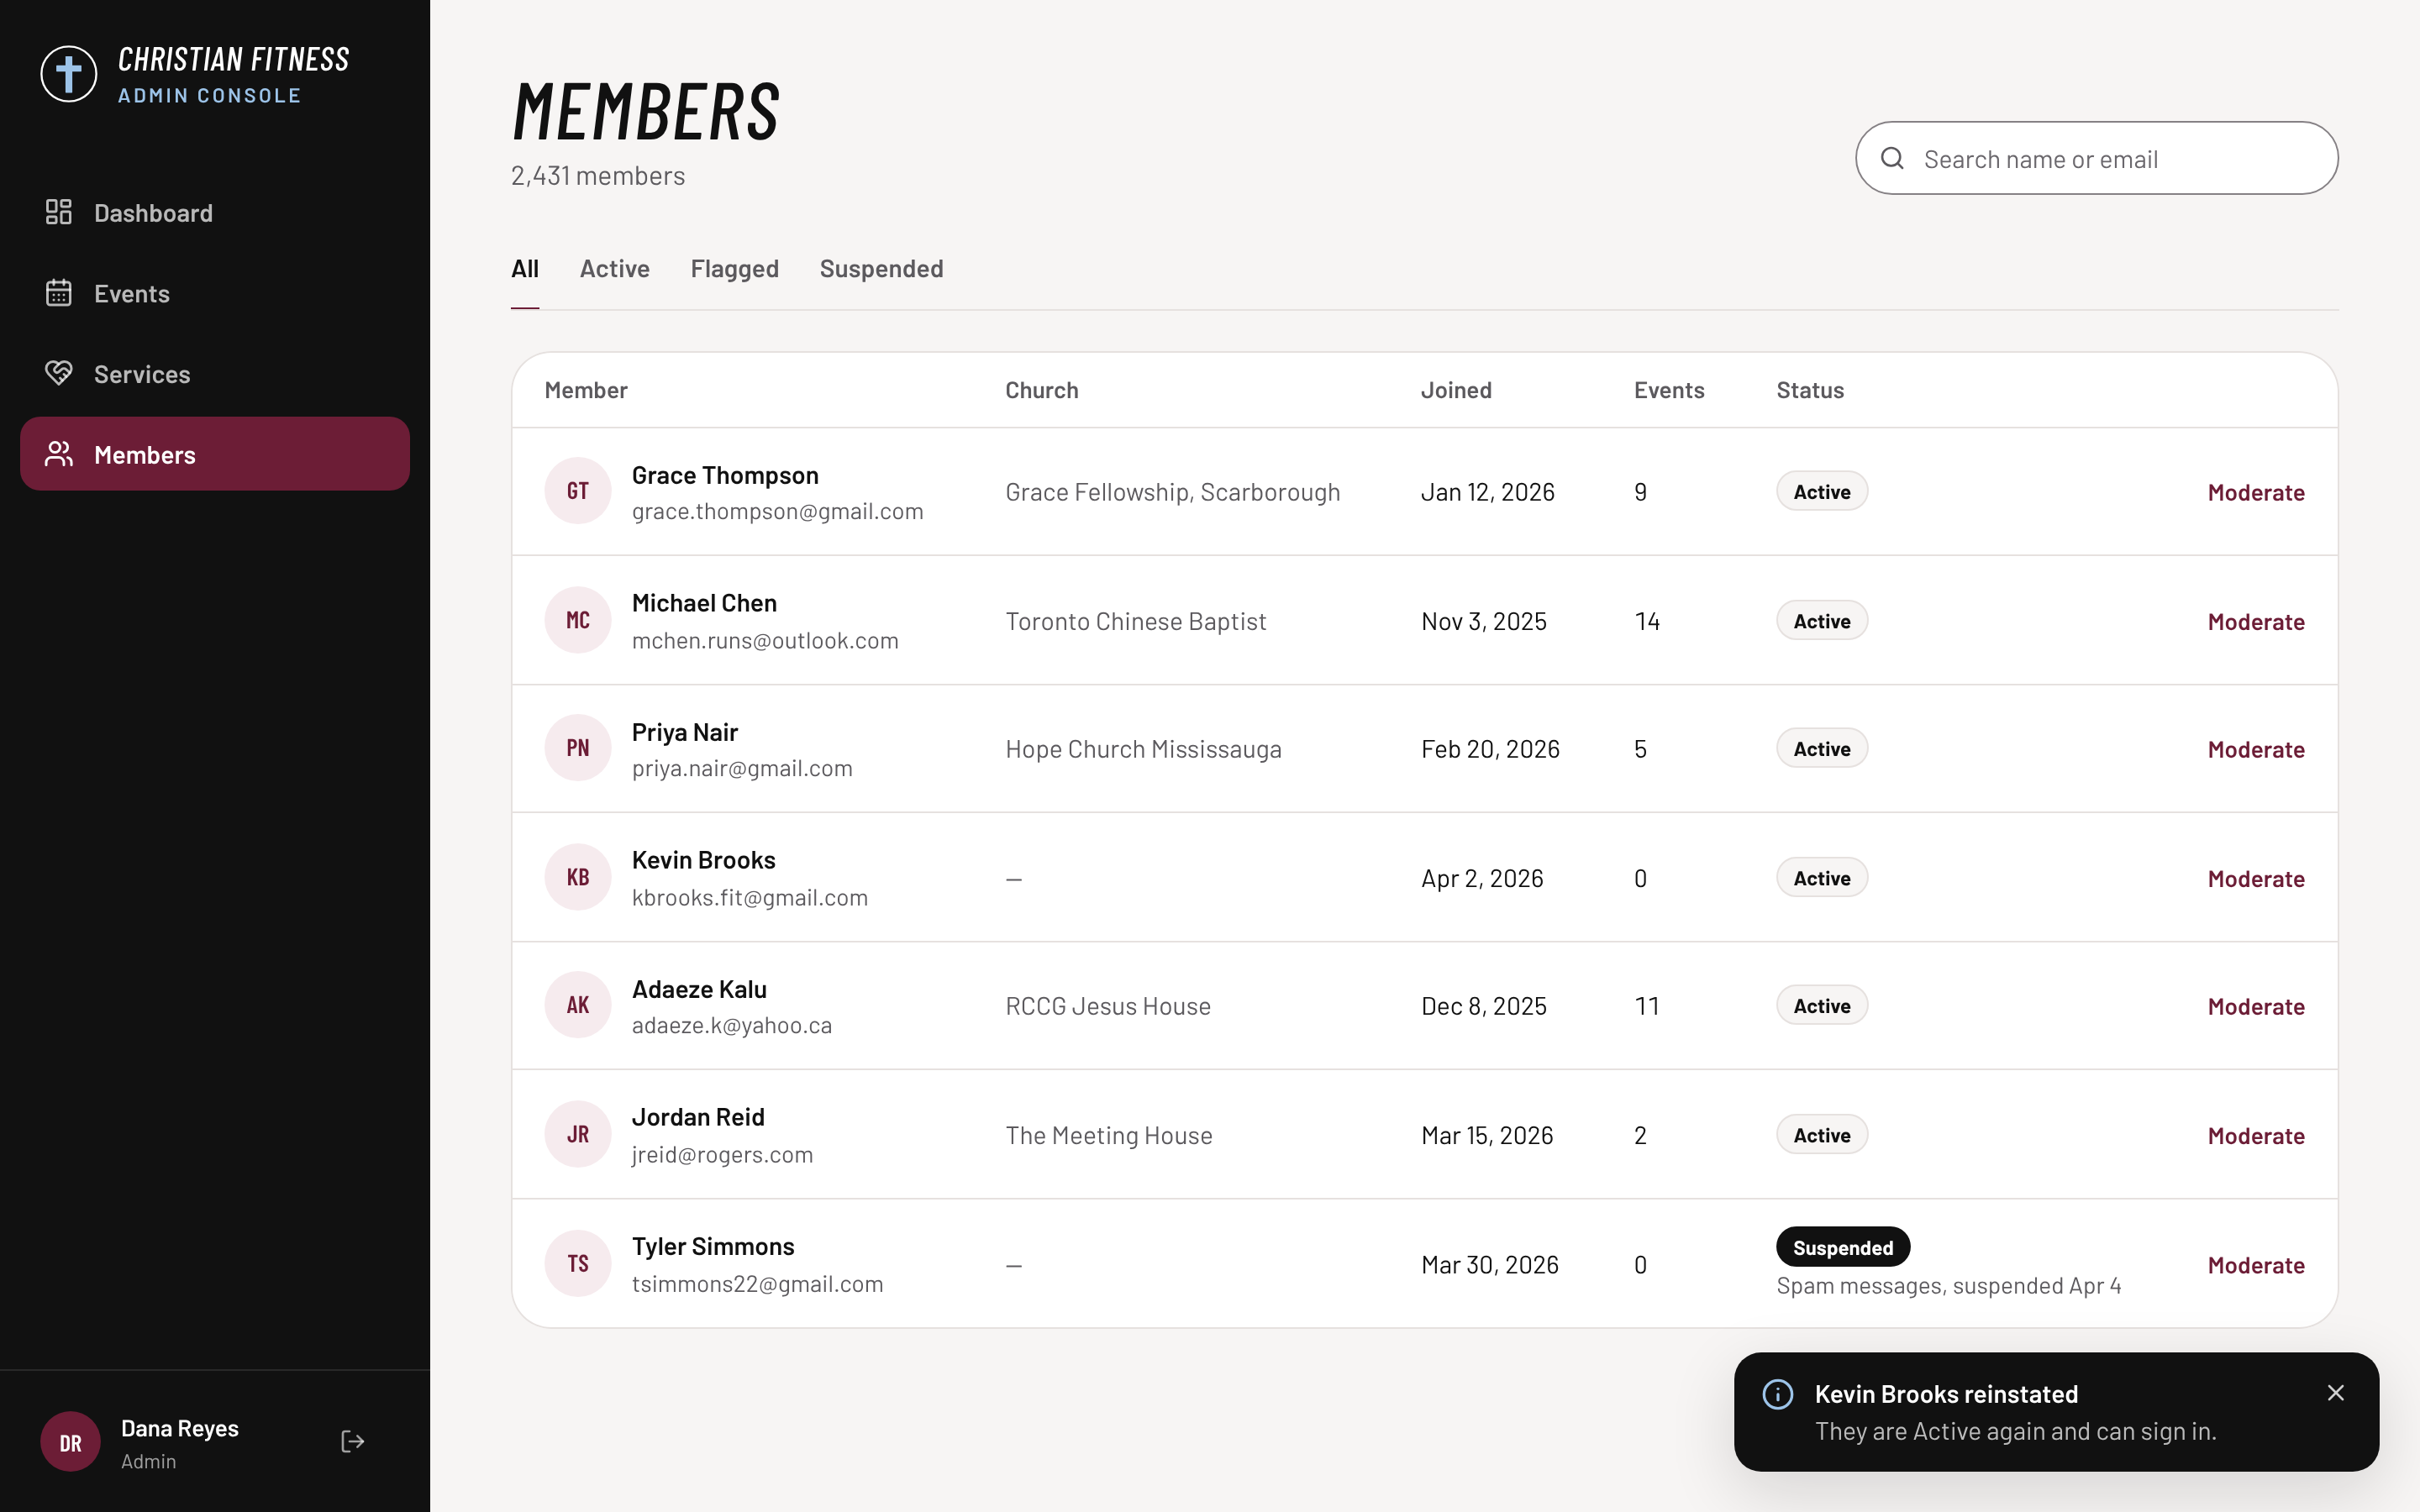 CHRISTIAN FITNESS
ADMIN CONSOLE
Dashboard
Events
Services
Members
DR
Dana Reyes
Admin
MEMBERS
2,431 members
Search name or email
All Active Flagged Suspended
Member Church Joined Events Status
GT Grace Thompson
grace.thompson@gmail.com
Grace Fellowship, Scarborough Jan 12, 2026 9 Active Moderate
MC Michael Chen
mchen.runs@outlook.com
Toronto Chinese Baptist Nov 3, 2025 14 Active Moderate
PN Priya Nair
priya.nair@gmail.com
Hope Church Mississauga Feb 20, 2026 5 Active Moderate
KB Kevin Brooks
kbrooks.fit@gmail.com
— Apr 2, 2026 0 Active Moderate
AK Adaeze Kalu
adaeze.k@yahoo.ca
RCCG Jesus House Dec 8, 2025 11 Active Moderate
JR Jordan Reid
jreid@rogers.com
The Meeting House Mar 15, 2026 2 Active Moderate
TS Tyler Simmons
tsimmons22@gmail.com
— Mar 30, 2026 0 Suspended Moderate
Spam messages, suspended Apr 4
Kevin Brooks reinstated
They are Active again and can sign in.